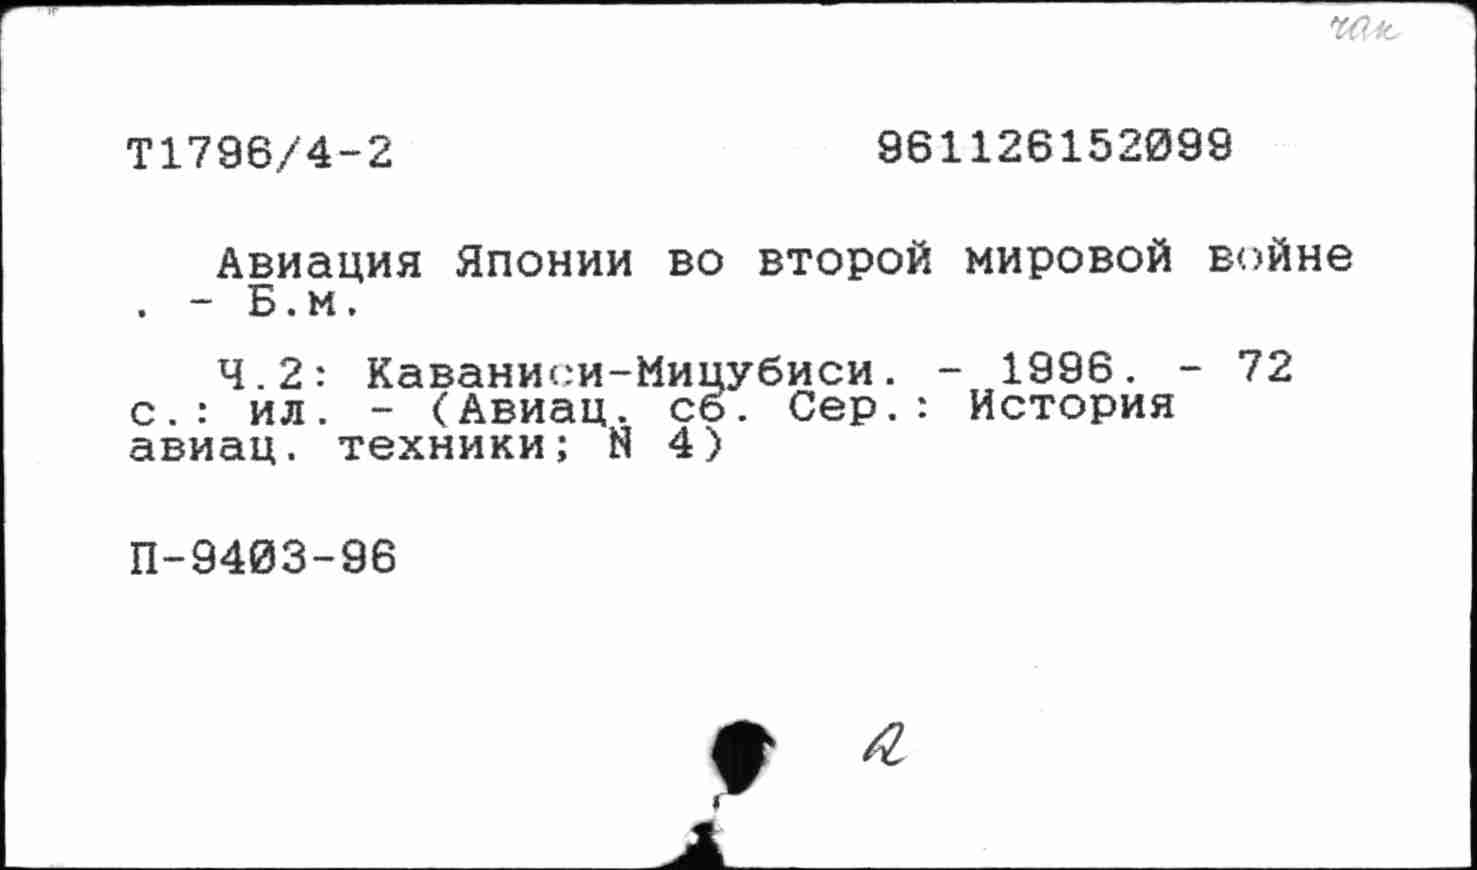 чак
Т1796/4-2 961126152099
Авиация Японии во второй мировой войне
. - Б.м.
Ч.2: Каваниси-Мицубиси. - 1996. - 72
с.: ил. - (Авиац. сб. Сер.: История
авиац. техники; N 4)
П-9403-96